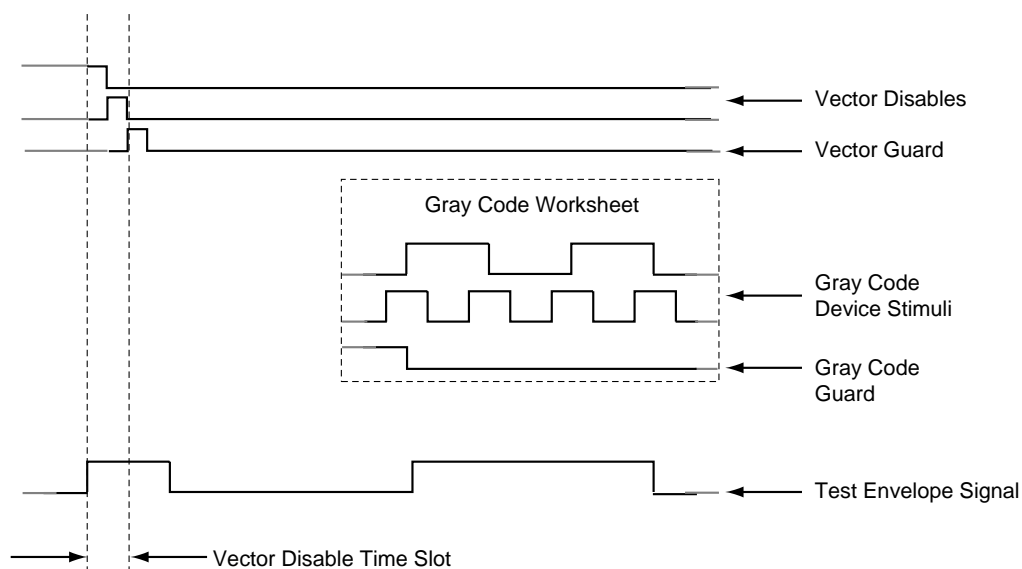 Vector Disables
Vector Guard
Gray Code Worksheet
Gray Code
Device Stimuli
Gray Code
Guard
Test Envelope Signal
Vector Disable Time Slot